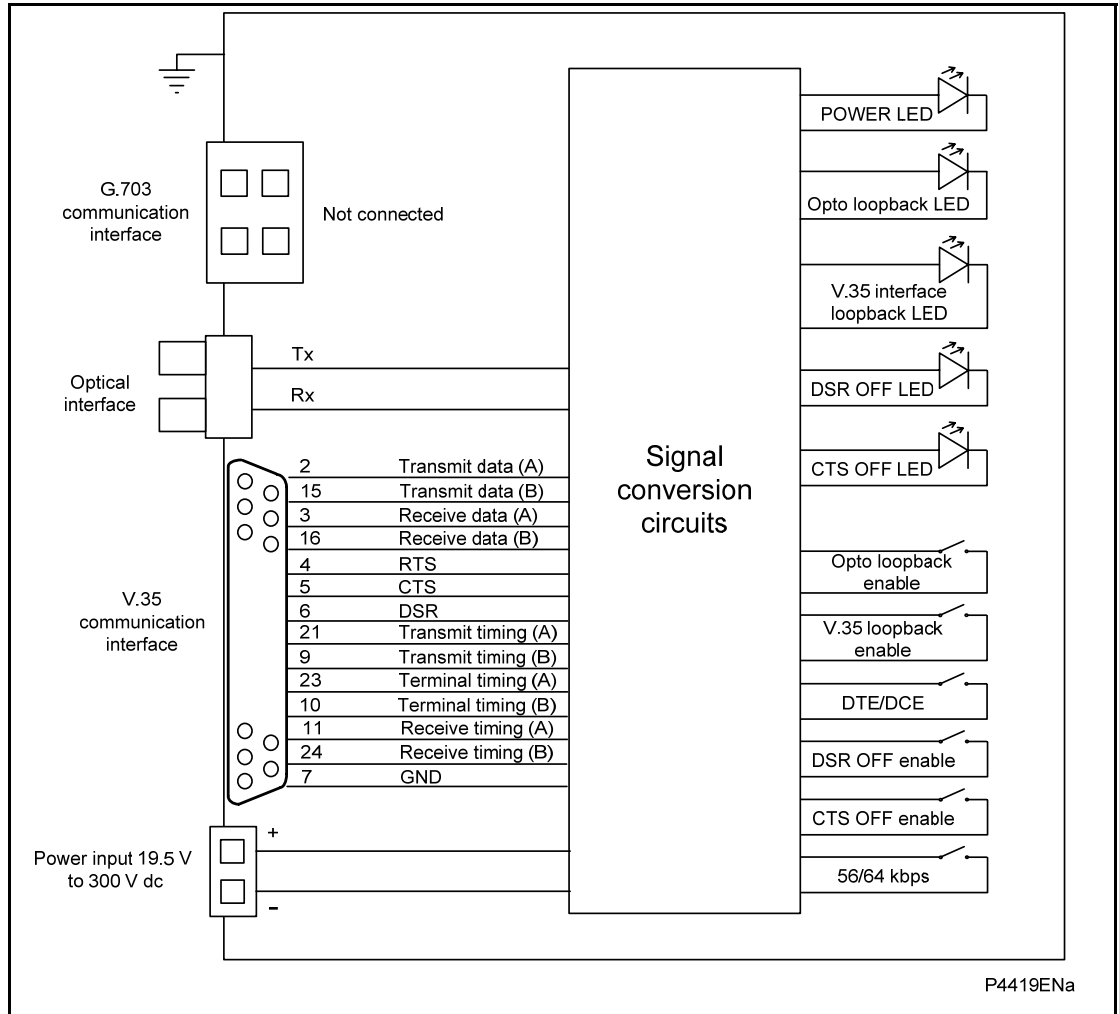 G.703
communication
interface
Not connected
Optical
interface
Tx
Rx
V.35
communication
interface
2 Transmit data (A)
15 Transmit data (B)
3 Receive data (A)
16 Receive data (B)
4 RTS
5 CTS
6 DSR
21 Transmit timing (A)
9 Transmit timing (B)
23 Terminal timing (A)
10 Terminal timing (B)
11 Receive timing (A)
24 Receive timing (B)
7 GND
Power input 19.5 V
to 300 V dc
+
-
Signal
conversion
circuits
POWER LED
Opto loopback LED
V.35 interface
loopback LED
DSR OFF LED
CTS OFF LED
Opto loopback
enable
V.35 loopback
enable
DTE/DCE
DSR OFF enable
CTS OFF enable
56/64 kbps
P4419ENa